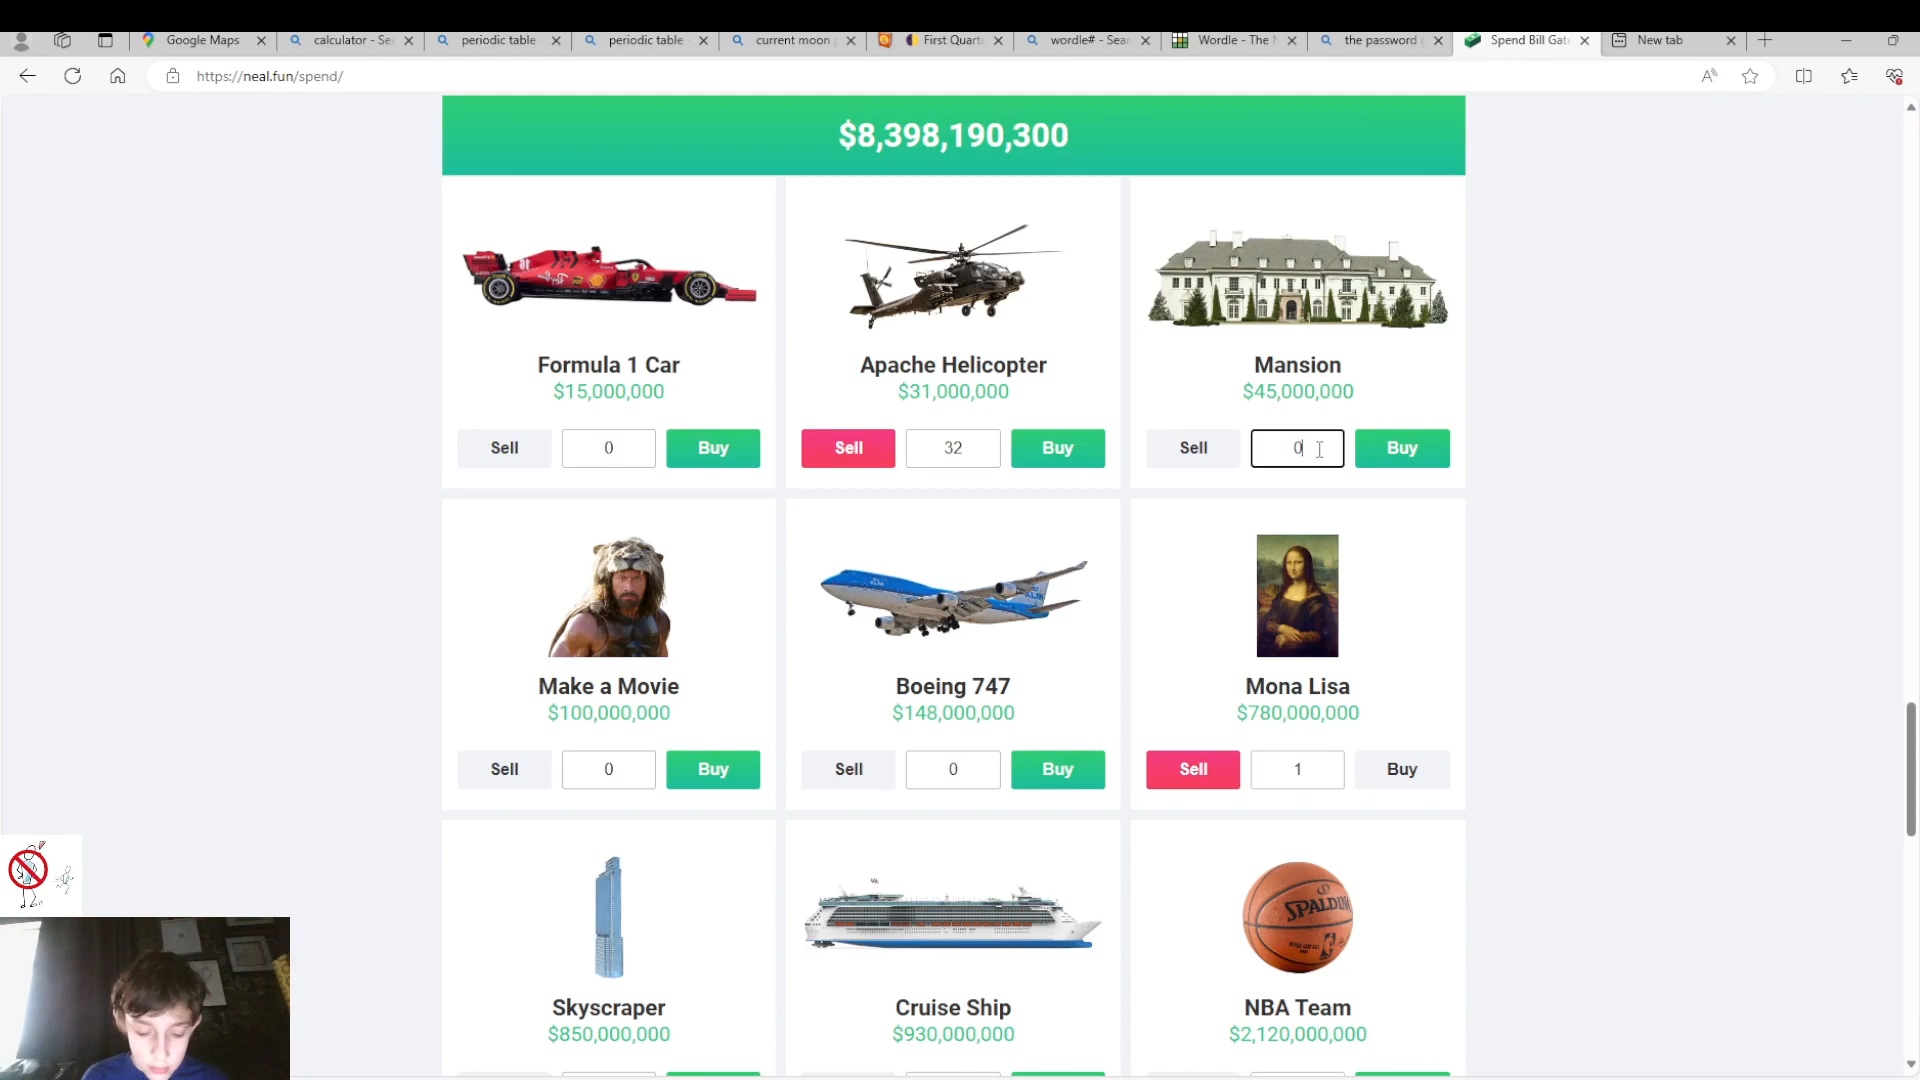 Google Maps
calculator - Se
periodic table
periodic table
current moon
First Quart
wordle# - Sear
Wordle - The N
the password
Spend Bill Gat
New tab
https://neal.fun/spend/
$8,398,190,300
Formula 1 Car
$15,000,000
Sell
0
Buy
Apache Helicopter
$31,000,000
Sell
32
Buy
Mansion
$45,000,000
Sell
0
Buy
Make a Movie
$100,000,000
Sell
0
Buy
Boeing 747
$148,000,000
Sell
0
Buy
Mona Lisa
$780,000,000
Sell
1
Buy
Skyscraper
$850,000,000
Cruise Ship
$930,000,000
SPALDING
NBA Team
$2,120,000,000